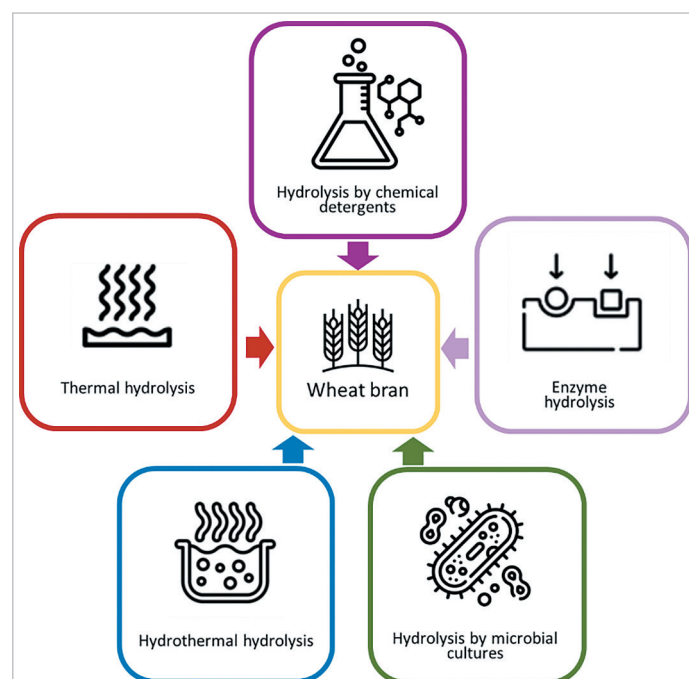 Hydrolysis by chemical
detergents
Thermal hydrolysis
Wheat bran
Enzyme
hydrolysis
Hydrothermal hydrolysis
Hydrolysis by microbial
cultures